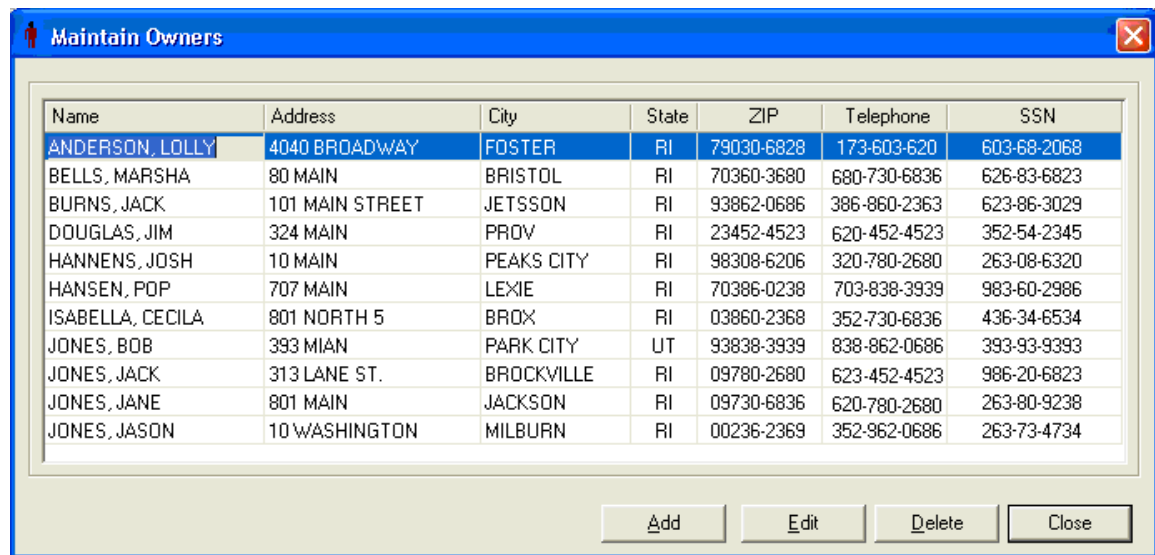 Maintain Owners
Name Address City State ZIP Telephone SSN
ANDERSON, LOLLY 4040 BROADWAY FOSTER RI 79030-6828 173-603-620 603-68-2068
BELLS, MARSHA 80 MAIN BRISTOL RI 70360-3680 680-730-6836 626-83-6823
BURNS, JACK 101 MAIN STREET JETSSON RI 93862-0686 386-860-2363 623-86-3029
DOUGLAS, JIM 324 MAIN PROV RI 23452-4523 620-452-4523 352-54-2345
HANNENS, JOSH 10 MAIN PEAKS CITY RI 98308-6206 320-780-2680 263-08-6320
HANSEN, POP 707 MAIN LEXIE RI 70386-0238 703-838-3939 983-60-2986
ISABELLA, CECILA 801 NORTH 5 BROX RI 03860-2368 352-730-6836 436-34-6534
JONES, BOB 393 MIAN PARK CITY UT 93838-3939 838-862-0686 393-93-9393
JONES, JACK 313 LANE ST. BROCKVILLE RI 09780-2680 623-452-4523 986-20-6823
JONES, JANE 801 MAIN JACKSON RI 09730-6836 620-780-2680 263-80-9238
JONES, JASON 10 WASHINGTON MILBURN RI 00236-2369 352-962-0686 263-73-4734
Add Edit Delete Close